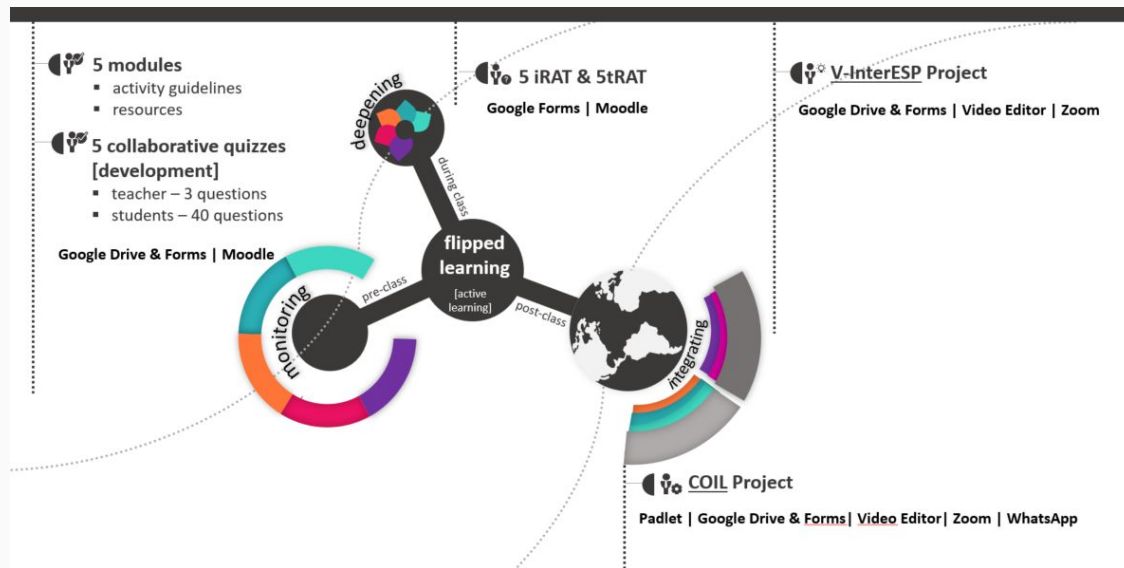 5 modules
▪ activity guidelines
▪ resources
5 collaborative quizzes
[development]
▪ teacher – 3 questions
▪ students – 40 questions
Google Drive & Forms | Moodle
5 iRAT & 5tRAT
Google Forms | Moodle
V-InterESP Project
Google Drive & Forms | Video Editor | Zoom
deepening
during class
flipped
learning
[active
learning]
pre-class
monitoring
post-class
integrating
COIL Project
Padlet | Google Drive & Forms| Video Editor| Zoom | WhatsApp